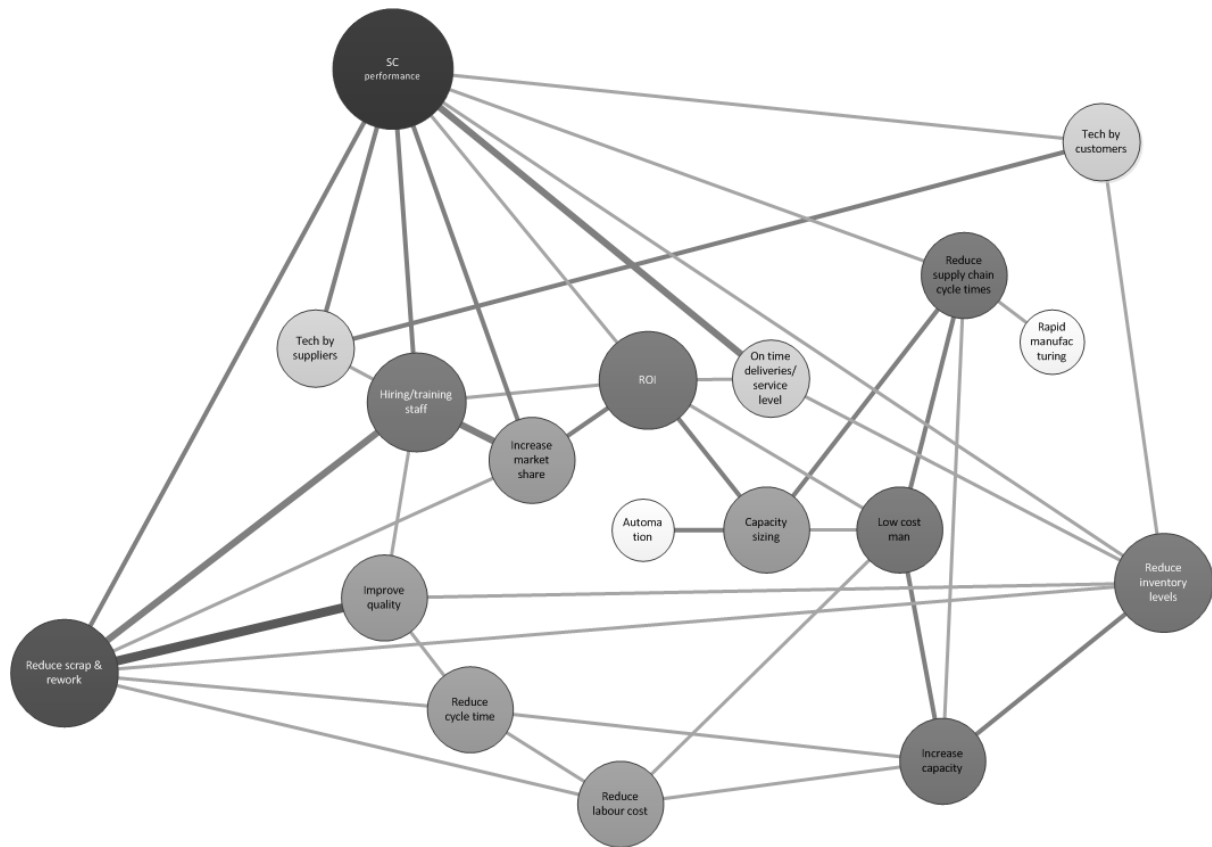 SC
performance
Tech by
customers
Reduce
supply chain
cycle times
Rapid
manufac
turing
Tech by
suppliers
Hiring/training
staff
ROI
On time
deliveries/
service
level
Increase
market
share
Automa
tion
Capacity
sizing
Low cost
man
Improve
quality
Reduce
inventory
levels
Reduce scrap &
rework
Reduce
cycle time
Increase
capacity
Reduce
labour cost